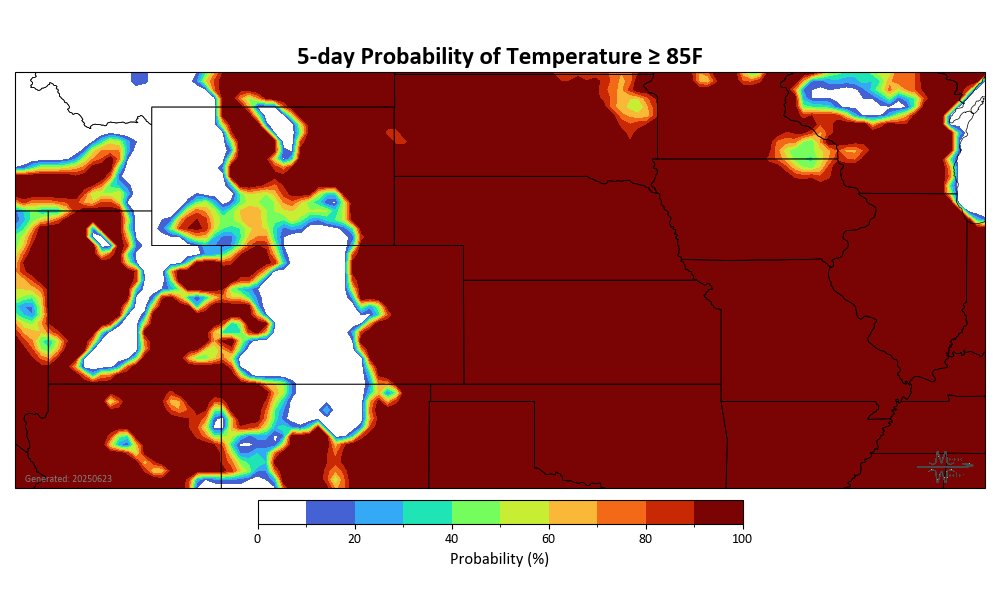 5-day Probability of Temperature ≥ 85F
Generated: 20250623
0 20 40 60 80 100
Probability (%)